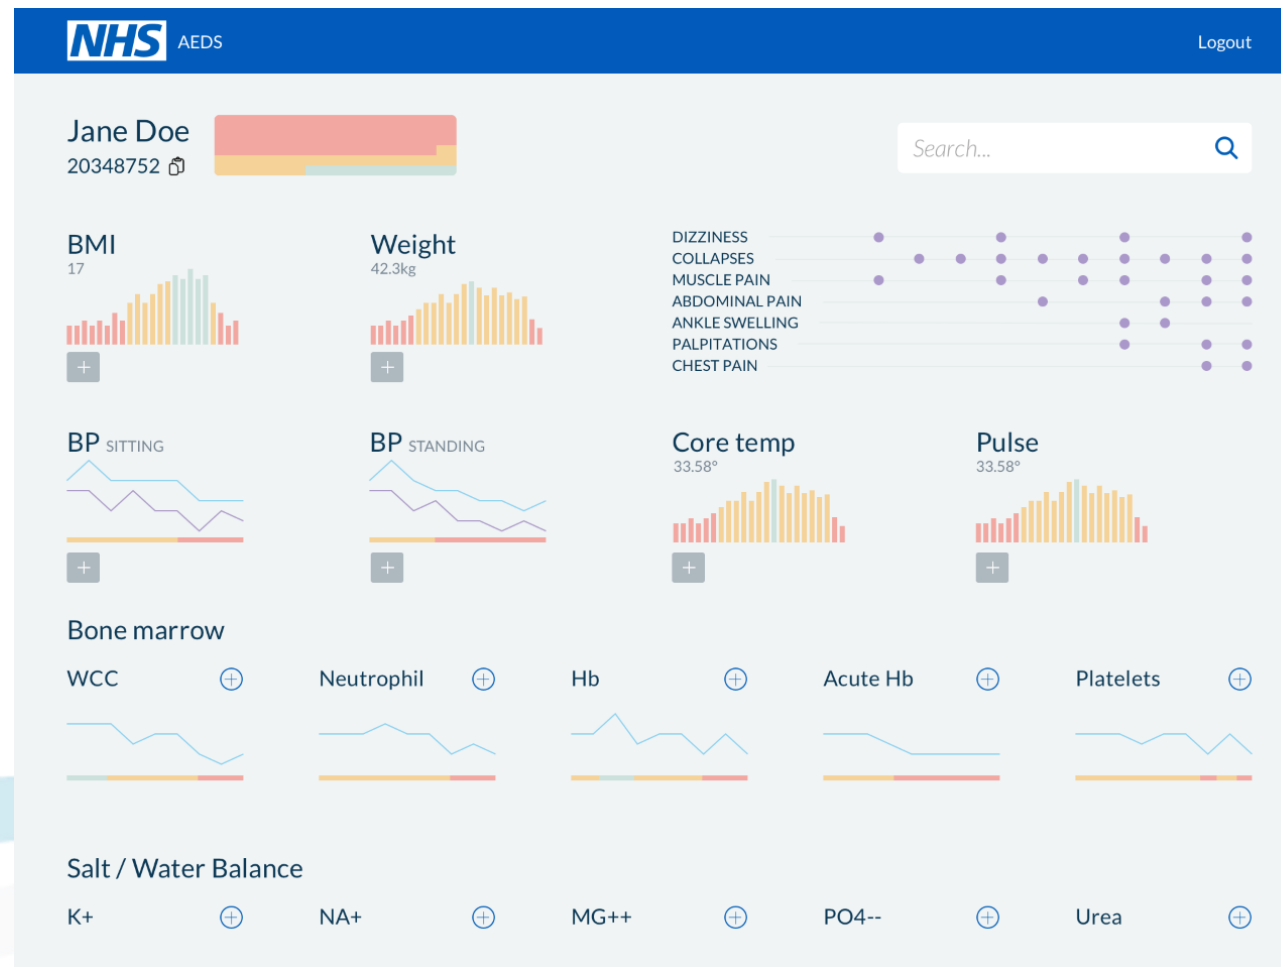 NHS AEDS
Logout
Jane Doe
20348752
Search...
BMI
17
Weight
42.3kg
DIZZINESS
COLLAPSES
MUSCLE PAIN
ABDOMINAL PAIN
ANKLE SWELLING
PALPITATIONS
CHEST PAIN
BP SITTING
BP STANDING
Core temp
33.58°
Pulse
33.58°
Bone marrow
WCC
Neutrophil
Hb
Acute Hb
Platelets
Salt / Water Balance
K+
NA+
MG++
PO4--
Urea